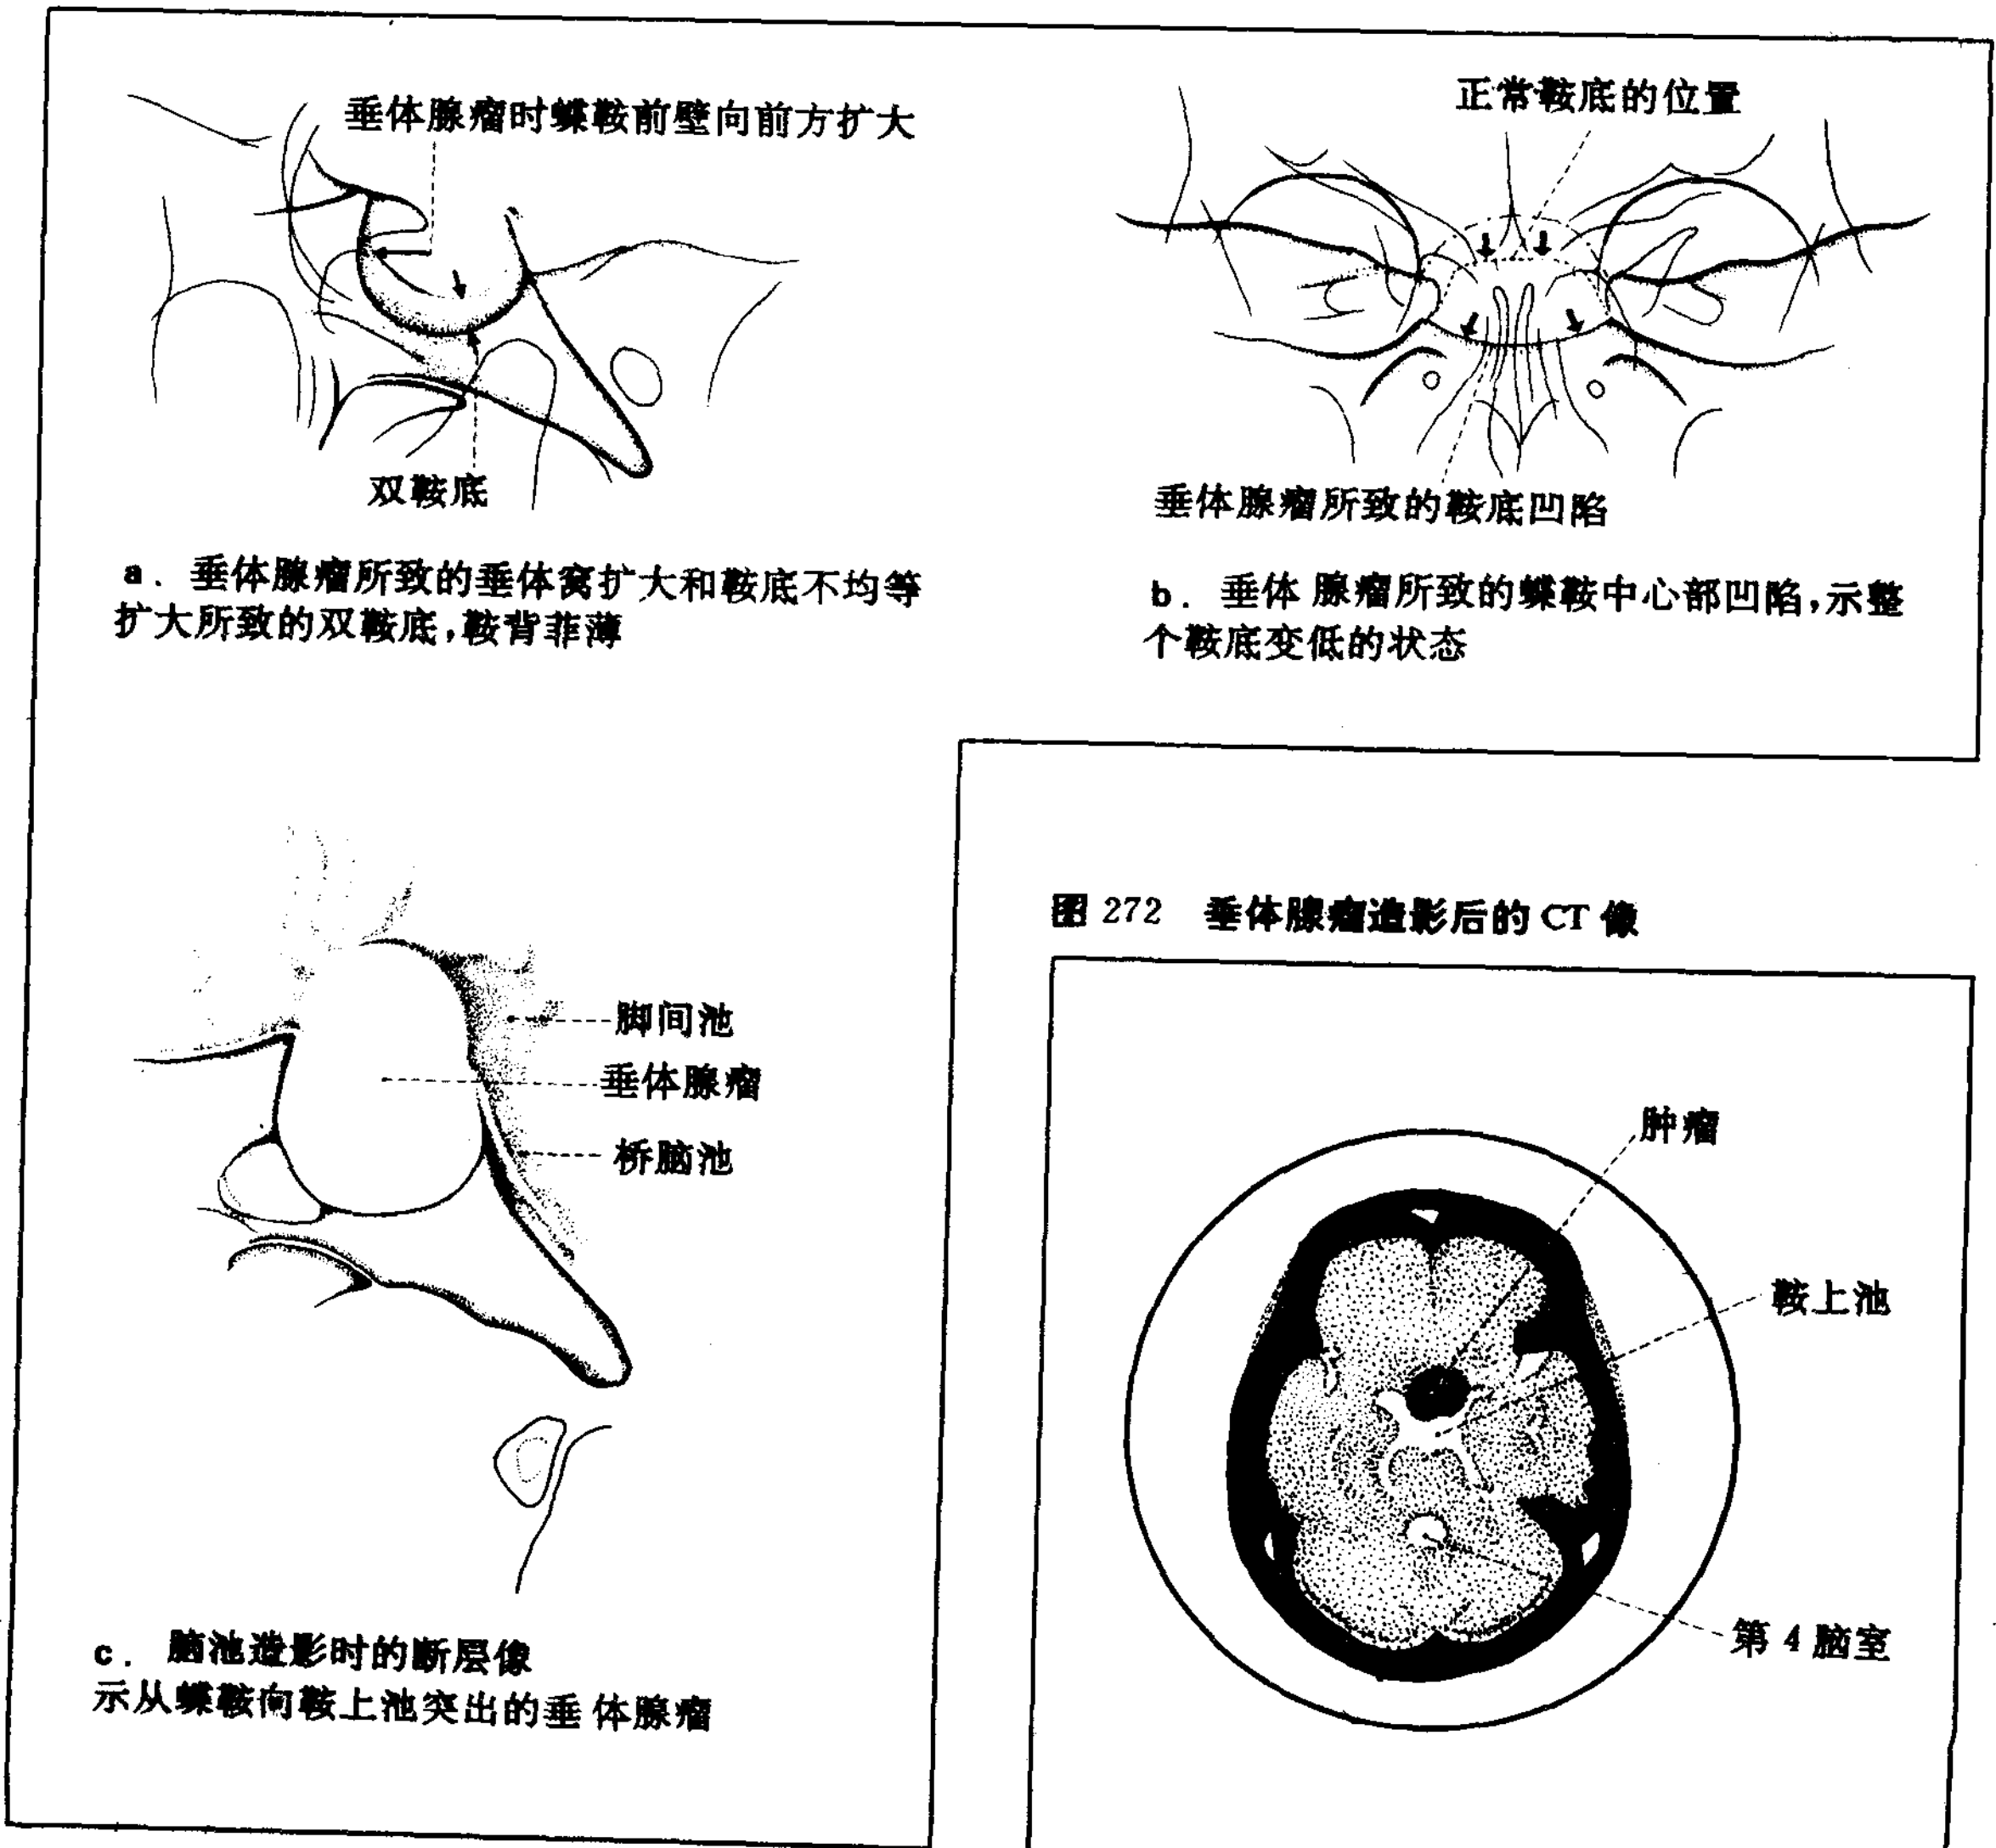 垂体腺瘤时蝶鞍前壁向前方扩大
双鞍底
a. 垂体腺瘤所致的垂体窝扩大和鞍底不均等
扩大所致的双鞍底,鞍背菲薄
正常鞍底的位置
垂体腺瘤所致的鞍底凹陷
b. 垂体腺瘤所致的蝶鞍中心部凹陷,示整
个鞍底变低的状态
脚间池
垂体腺瘤
桥脑池
c. 脑池造影时的断层像
示从蝶鞍向鞍上池突出的垂体腺瘤
图 272 垂体腺瘤造影后的 CT 像
肿瘤
鞍上池
第 4 脑室